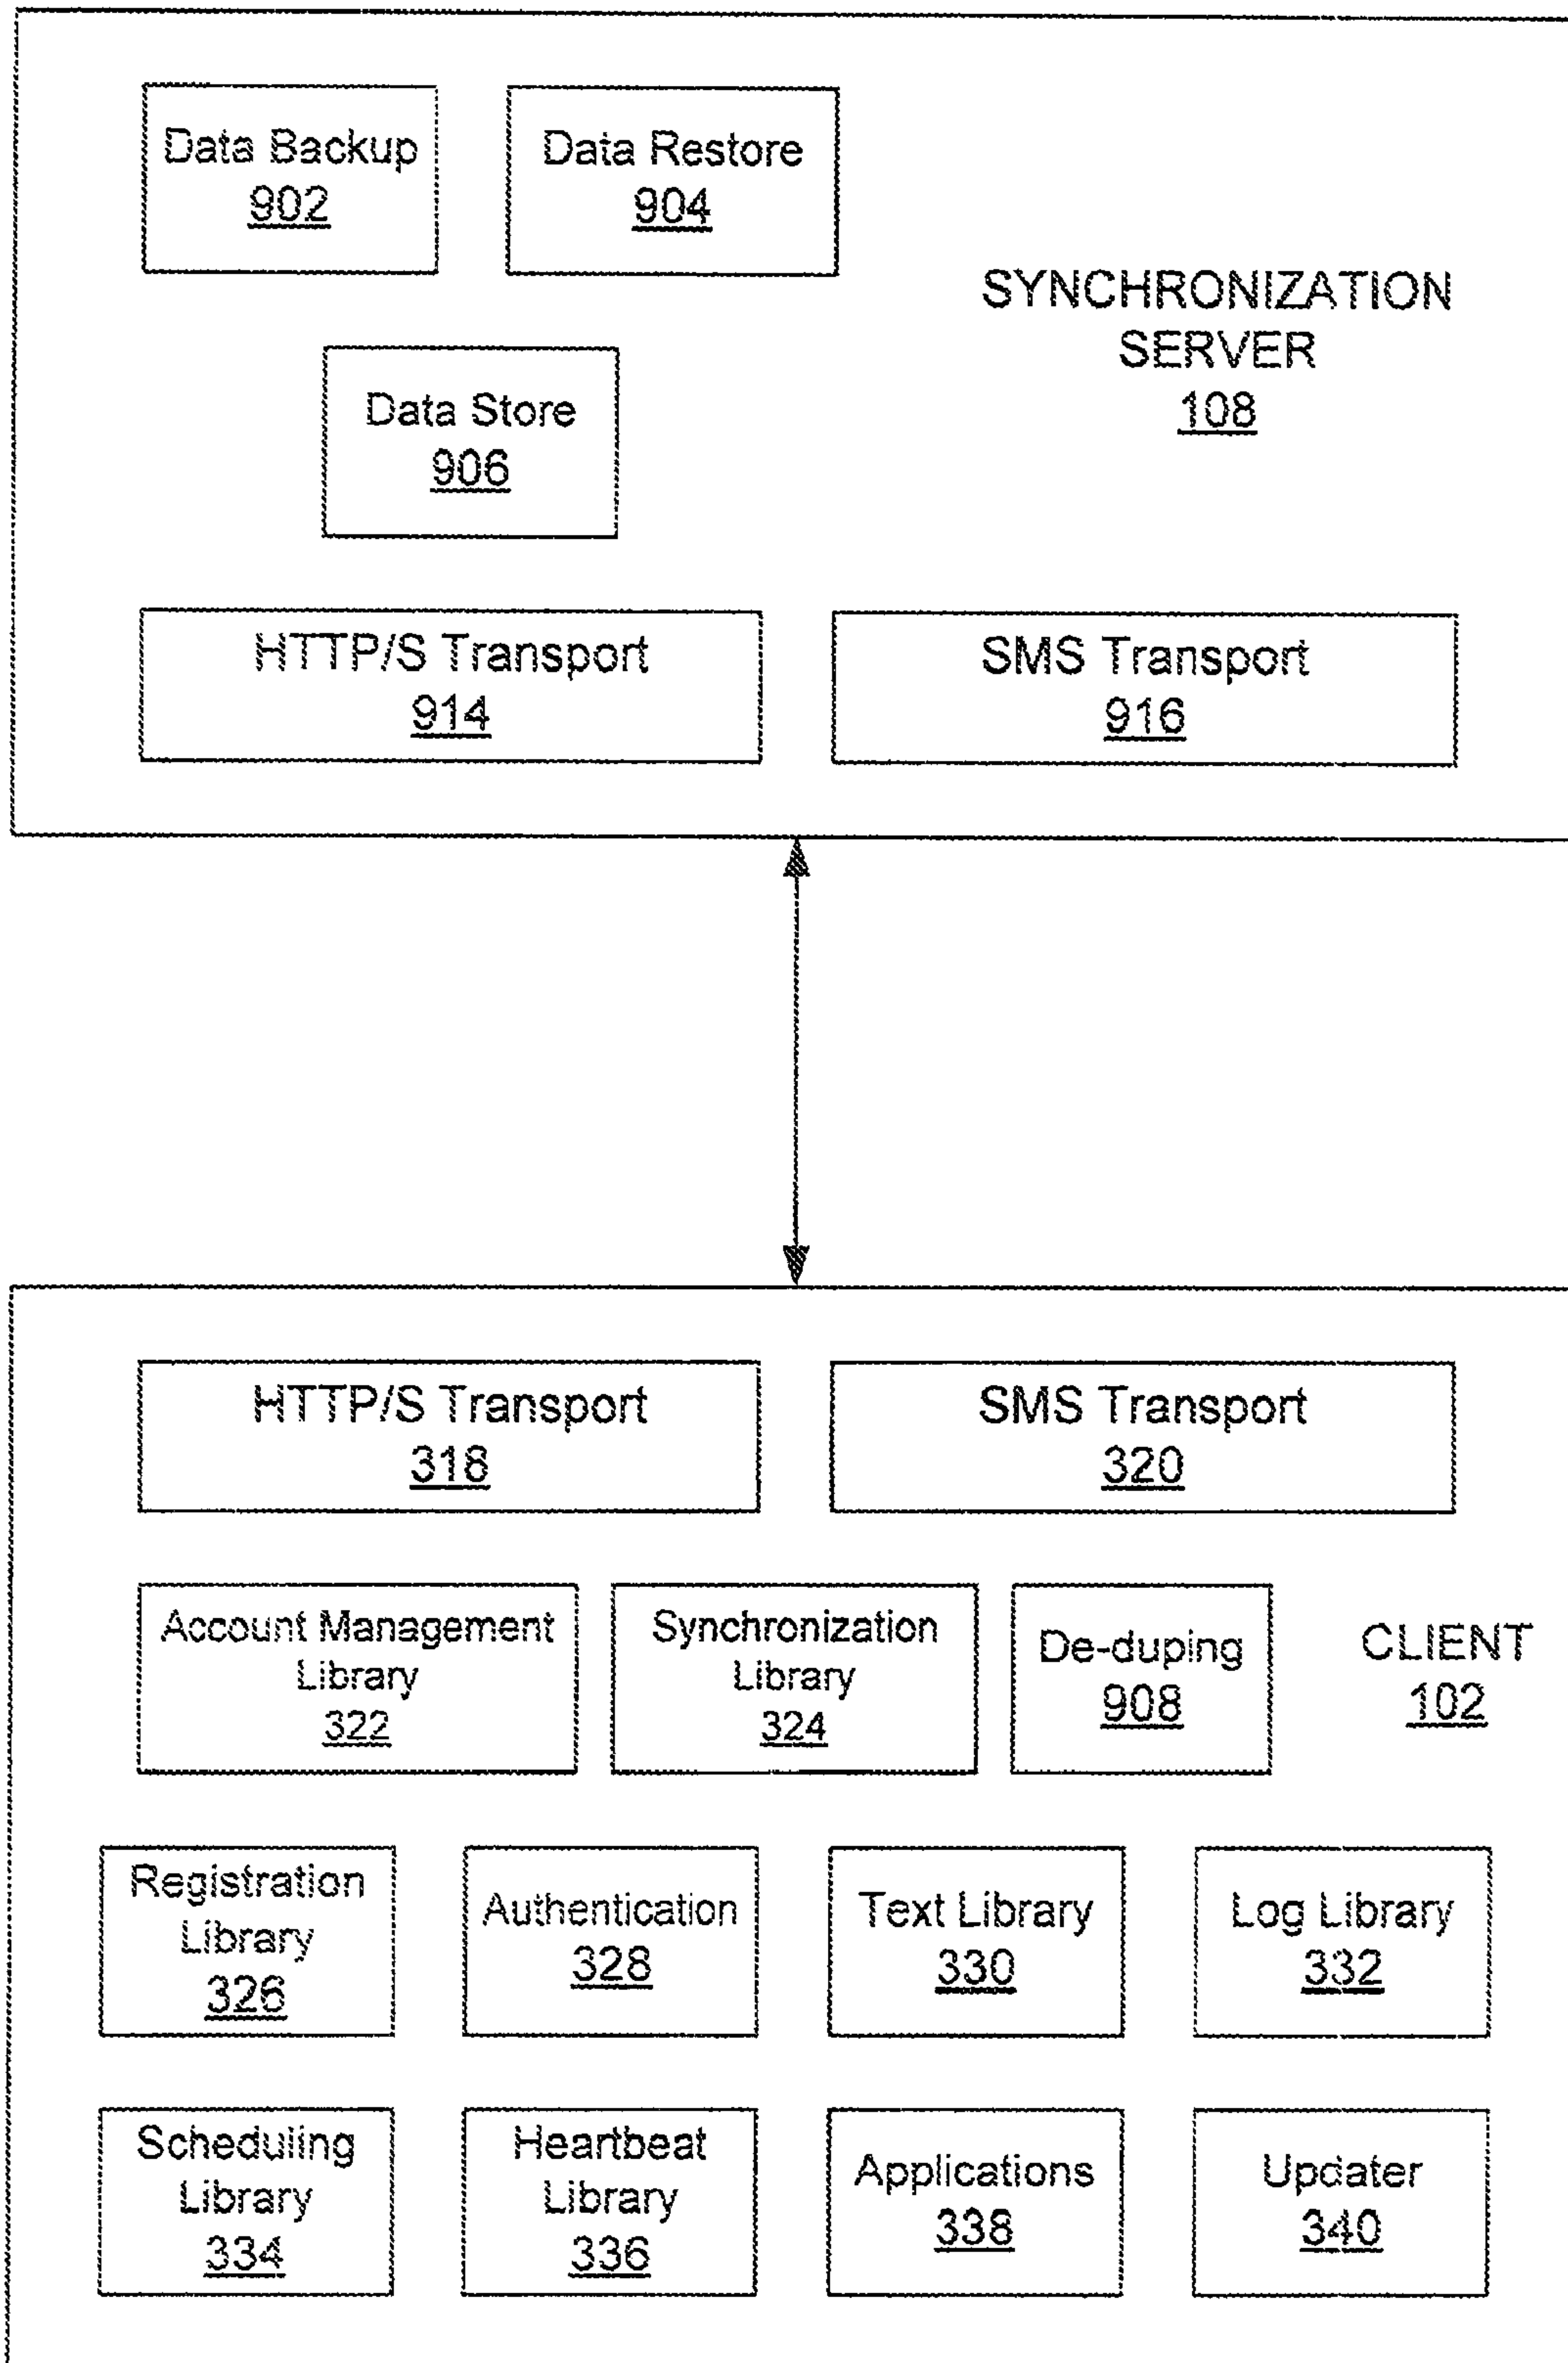 Data Backup
902
Data Restore
904
SYNCHRONIZATION
SERVER
108
Data Store
906
HTTP/S Transport
914
SMS Transport
916
HTTP/S Transport
318
SMS Transport
320
Account Management
Library
322
Synchronization
Library
324
De-duping
908
CLIENT
102
Registration
Library
326
Authentication
328
Text Library
330
Log Library
332
Scheduling
Library
334
Heartbeat
Library
336
Applications
338
Updater
340